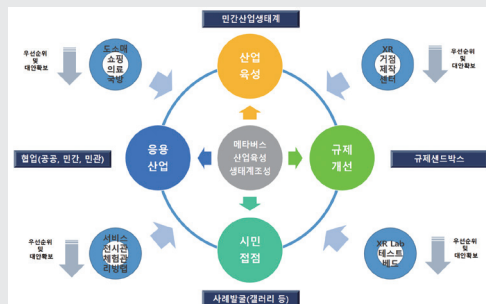 민간산업생태계
우선순위
및
대안확보
도소매
쇼핑
의료
국방
산업
육성
XR
거점
제작
센터
우선순위
및
대안확보
협업(공공, 민간, 민관)
응용
산업
메타버스
산업육성
생태계조성
규제
개선
규제샌드박스
우선순위
및
대안확보
서비스
전시관
체험관
리빙랩
시민
접점
XR Lab
테스트
베드
우선순위
및
대안확보
사례발굴(갤러리 등)